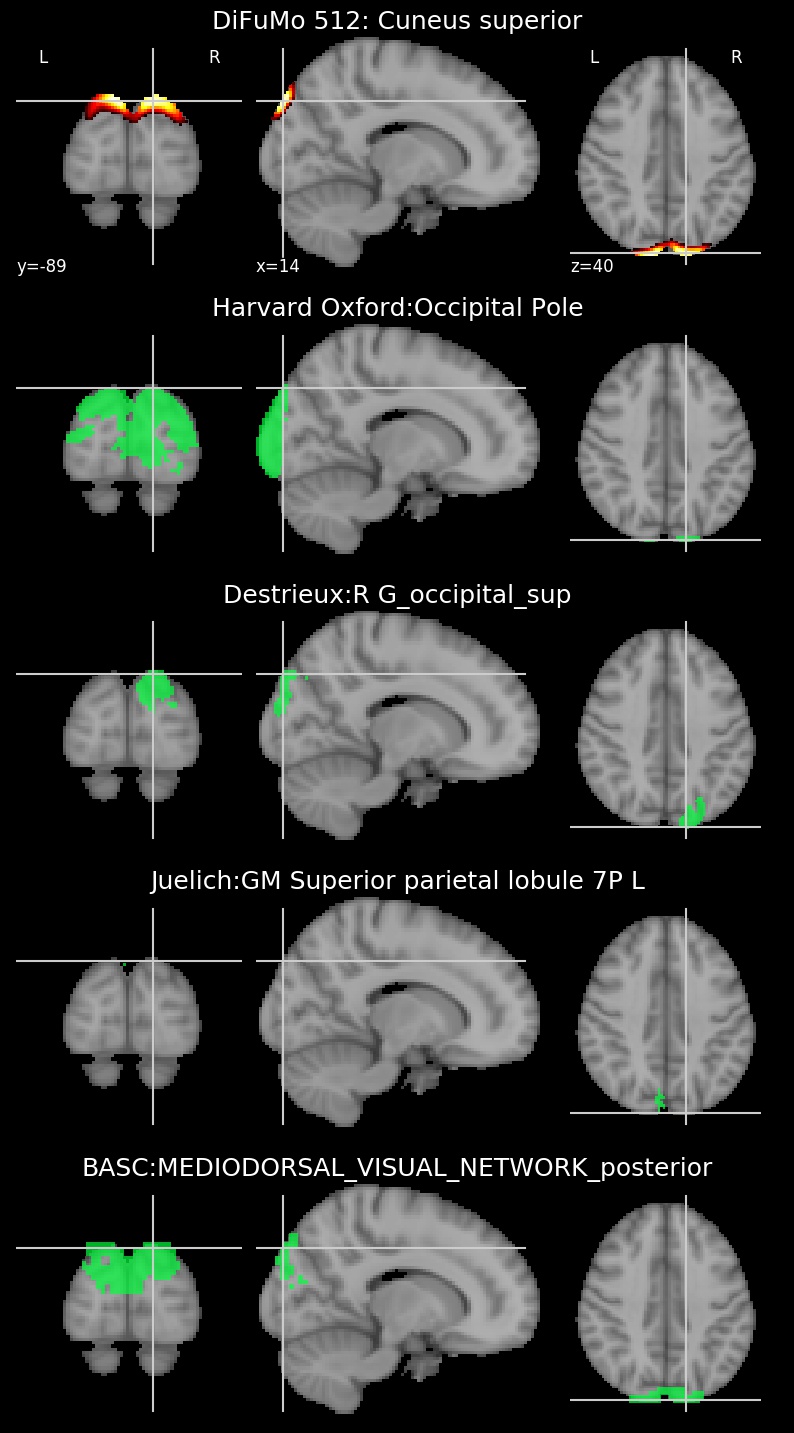 DiFuMo 512: Cuneus superior
L R L R
y=-89 x=14 z=40
Harvard Oxford:Occipital Pole
Destrieux:R G_occipital_sup
Juelich:GM Superior parietal lobule 7P L
BASC:MEDIODORSAL_VISUAL_NETWORK_posterior